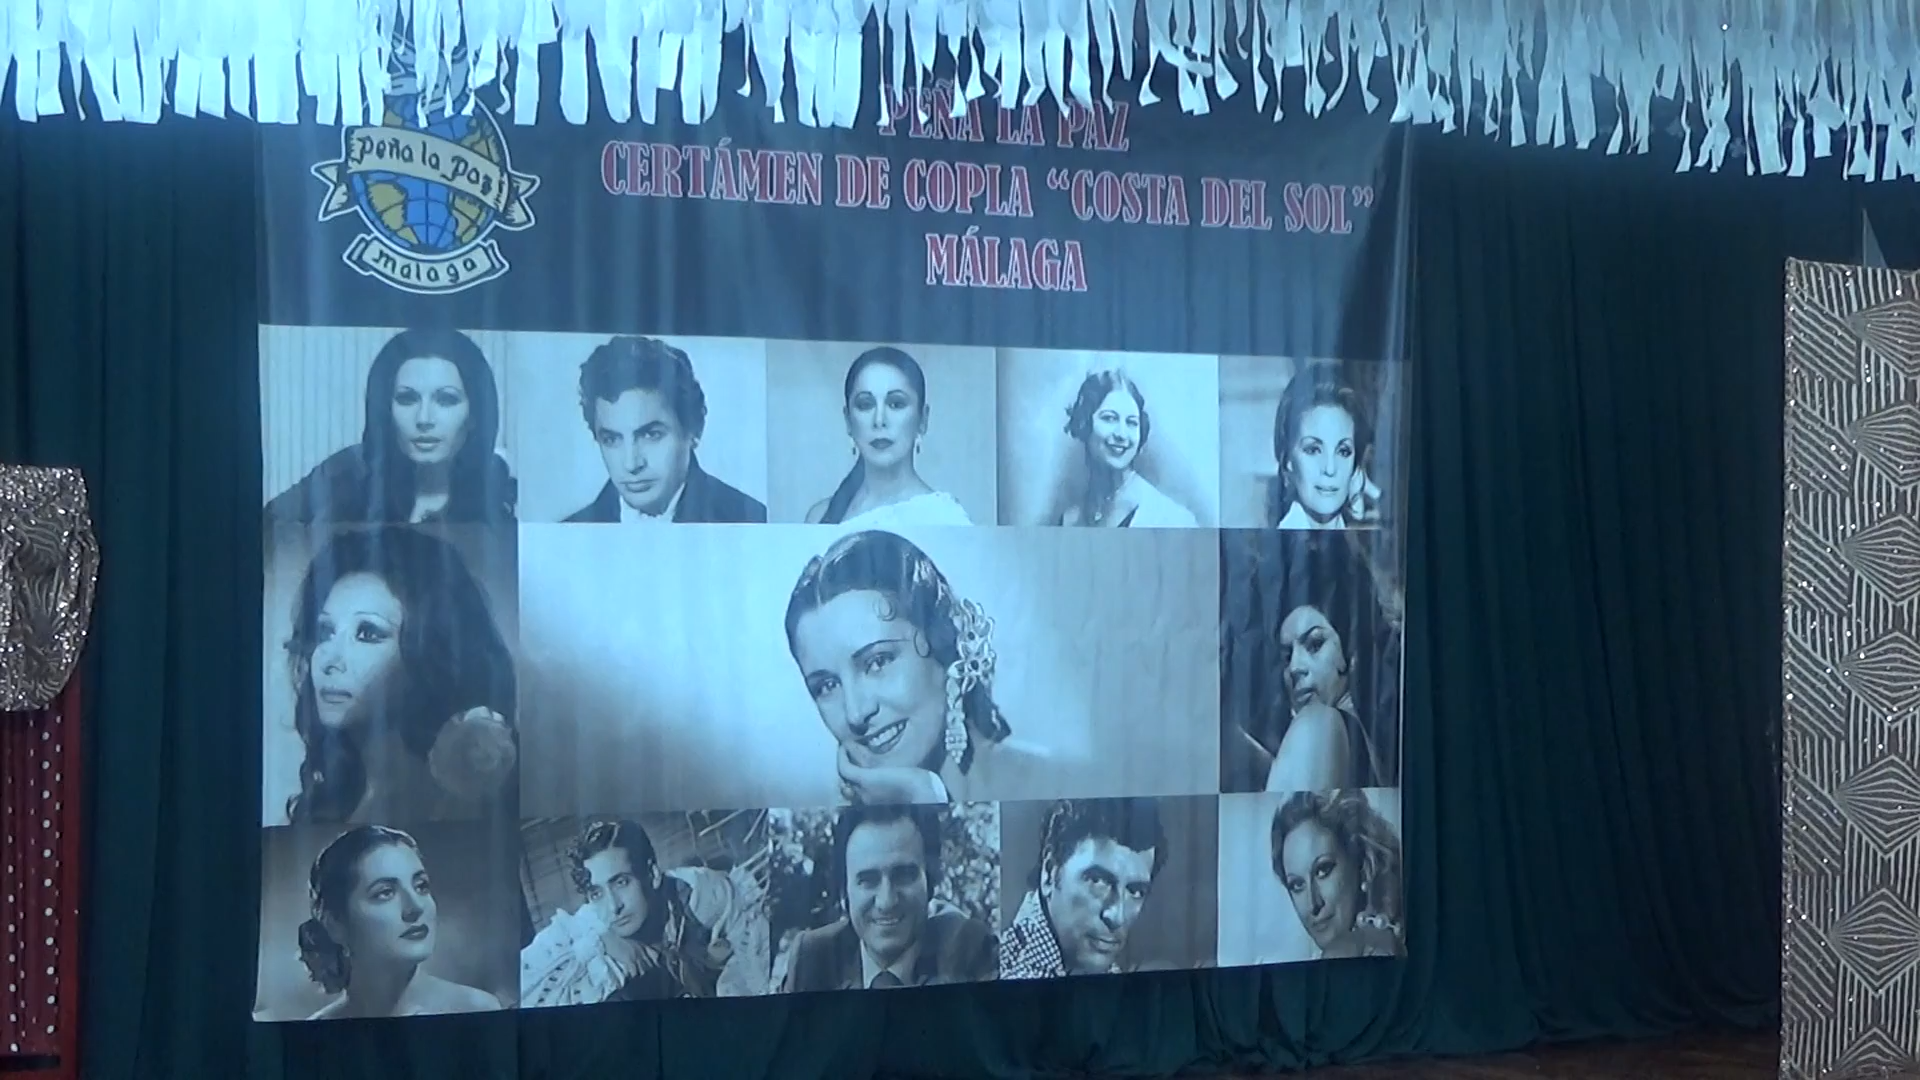 Peña la Paz
málaga
PEÑA LA PAZ
CERTÁMEN DE COPLA “COSTA DEL SOL”
MÁLAGA